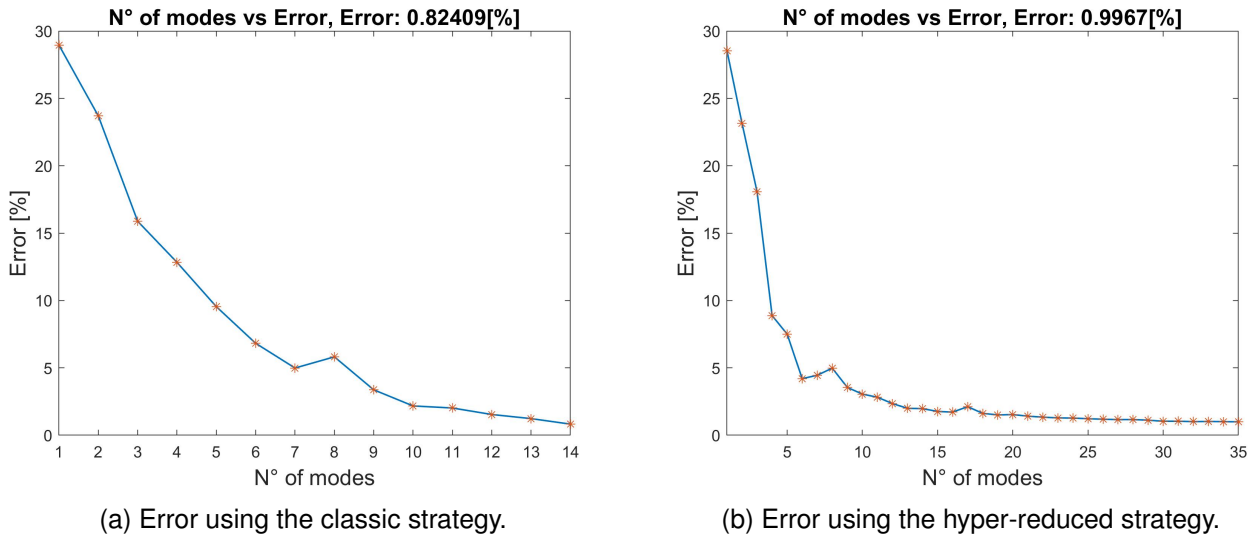 N° of modes vs Error, Error: 0.82409[%]
30
25
20
15
10
5
0
Error [%]
1 2 3 4 5 6 7 8 9 10 11 12 13 14
N° of modes
(a) Error using the classic strategy.
N° of modes vs Error, Error: 0.9967[%]
30
25
20
15
10
5
0
Error [%]
5 10 15 20 25 30 35
N° of modes
(b) Error using the hyper-reduced strategy.